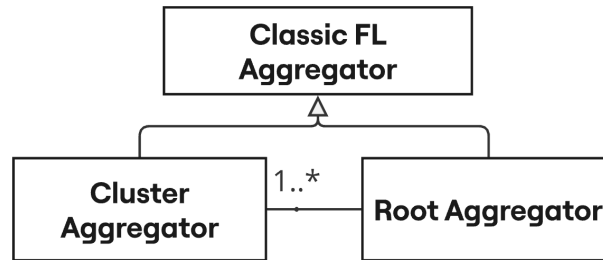 Classic FL
Aggregator
1..*
Cluster
Aggregator
Root Aggregator